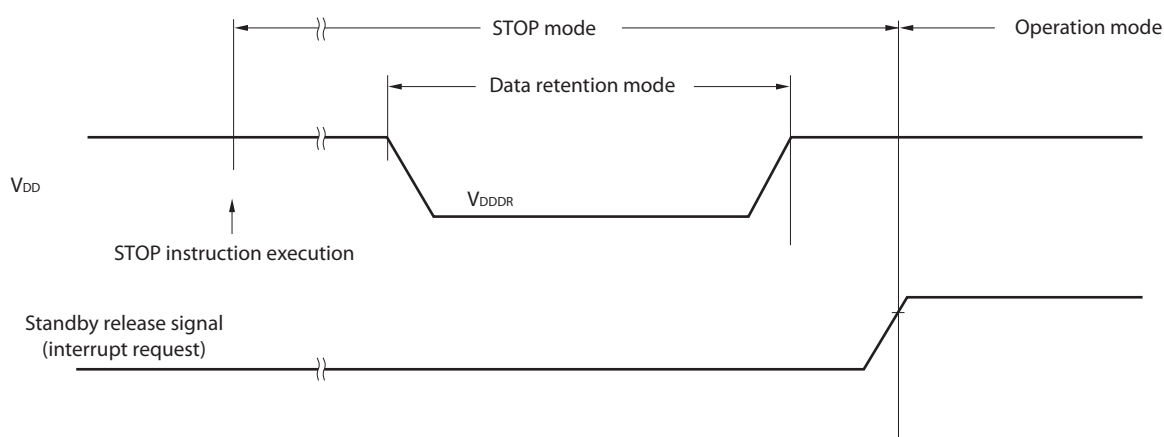 STOP mode
Operation mode
Data retention mode
VDD
VDDDR
STOP instruction execution
Standby release signal
(interrupt request)